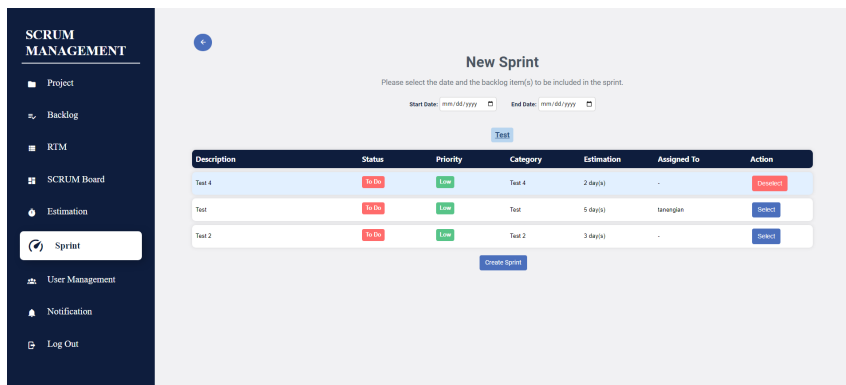 SCRUM
MANAGEMENT
Project
Backlog
RTM
SCRUM Board
Estimation
Sprint
User Management
Notification
Log Out
New Sprint
Please select the date and the backlog item(s) to be included in the sprint.
Start Date: mm/dd/yyyy End Date: mm/dd/yyyy
Test
Description Status Priority Category Estimation Assigned To Action
Test 4 To Do Low Test 4 2 day(s) - Deselect
Test To Do Low Test 5 day(s) tanengian Select
Test 2 To Do Low Test 2 3 day(s) - Select
Create Sprint